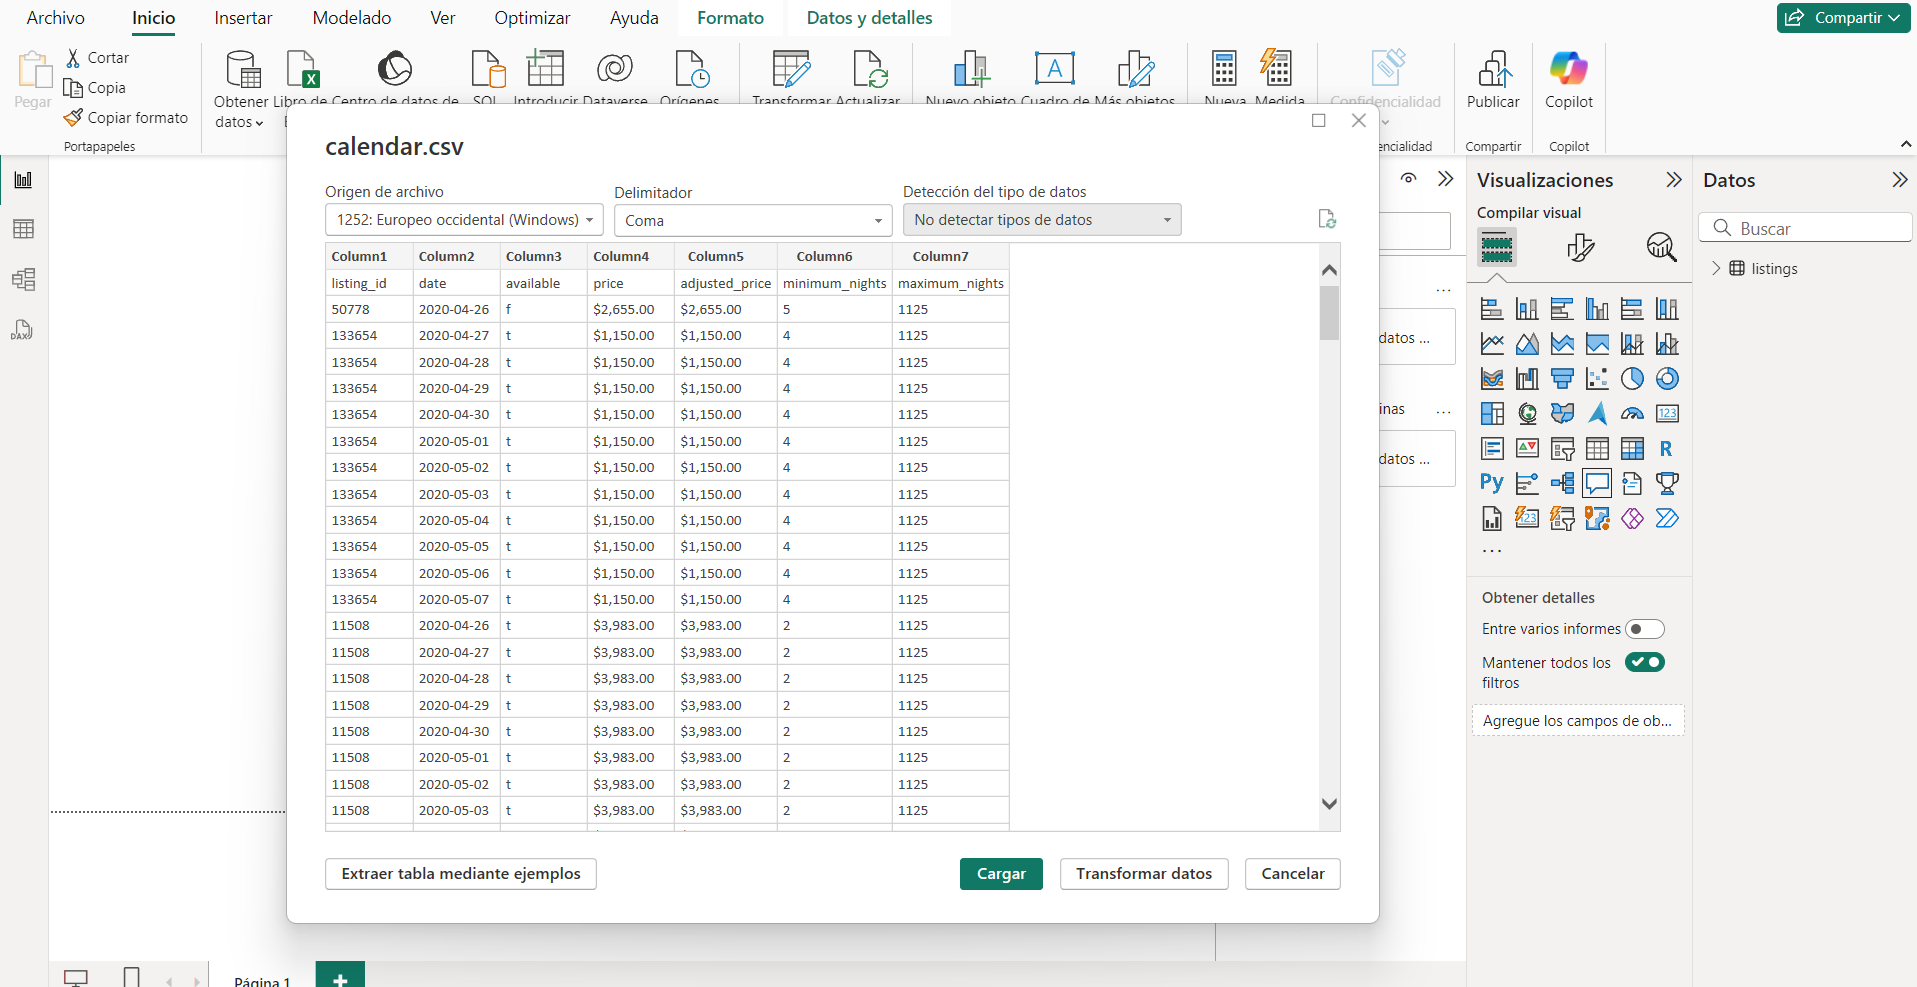 Archivo Inicio Insertar Modelado Ver Optimizar Ayuda Formato Datos y detalles Compartir
Pegar
Cortar
Copia
Copiar formato
Portapapeles
Obtener datos
Libro de
Centro de datos de
SQL
Introducir
Dataverse
Orígenes
Transformar
Actualizar
Nuevo objeto
Cuadro de
Más objetos
Nueva
Medida
Confidencialidad
encialidad
Publicar
Compartir
Copilot
Copilot
calendar.csv
Origen de archivo Delimitador Detección del tipo de datos
1252: Europeo occidental (Windows) Coma No detectar tipos de datos
Column1 Column2 Column3 Column4 Column5 Column6 Column7
listing_id date available price adjusted_price minimum_nights maximum_nights
50778 2020-04-26 f $2,655.00 $2,655.00 5 1125
133654 2020-04-27 t $1,150.00 $1,150.00 4 1125
133654 2020-04-28 t $1,150.00 $1,150.00 4 1125
133654 2020-04-29 t $1,150.00 $1,150.00 4 1125
133654 2020-04-30 t $1,150.00 $1,150.00 4 1125
133654 2020-05-01 t $1,150.00 $1,150.00 4 1125
133654 2020-05-02 t $1,150.00 $1,150.00 4 1125
133654 2020-05-03 t $1,150.00 $1,150.00 4 1125
133654 2020-05-04 t $1,150.00 $1,150.00 4 1125
133654 2020-05-05 t $1,150.00 $1,150.00 4 1125
133654 2020-05-06 t $1,150.00 $1,150.00 4 1125
133654 2020-05-07 t $1,150.00 $1,150.00 4 1125
11508 2020-04-26 t $3,983.00 $3,983.00 2 1125
11508 2020-04-27 t $3,983.00 $3,983.00 2 1125
11508 2020-04-28 t $3,983.00 $3,983.00 2 1125
11508 2020-04-29 t $3,983.00 $3,983.00 2 1125
11508 2020-04-30 t $3,983.00 $3,983.00 2 1125
11508 2020-05-01 t $3,983.00 $3,983.00 2 1125
11508 2020-05-02 t $3,983.00 $3,983.00 2 1125
11508 2020-05-03 t $3,983.00 $3,983.00 2 1125
Extraer tabla mediante ejemplos Cargar Transformar datos Cancelar
datos ...
inas ...
datos ...
Visualizaciones
Compilar visual
123
R
Py
123
...
Obtener detalles
Entre varios informes
Mantener todos los
filtros
Agregue los campos de ob...
Datos
Buscar
listings
DAX
Página 1
+